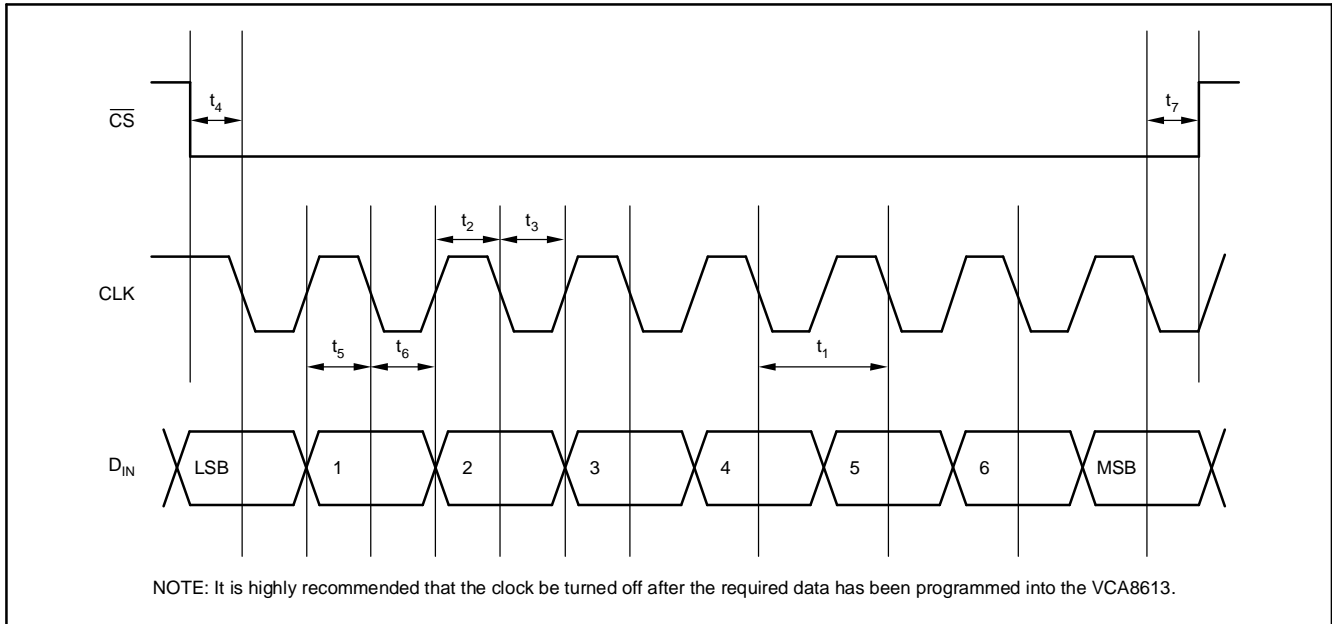 t4
t7
CS
t2
t3
CLK
t5
t6
t1
DIN
LSB
1
2
3
4
5
6
MSB
NOTE: It is highly recommended that the clock be turned off after the required data has been programmed into the VCA8613.